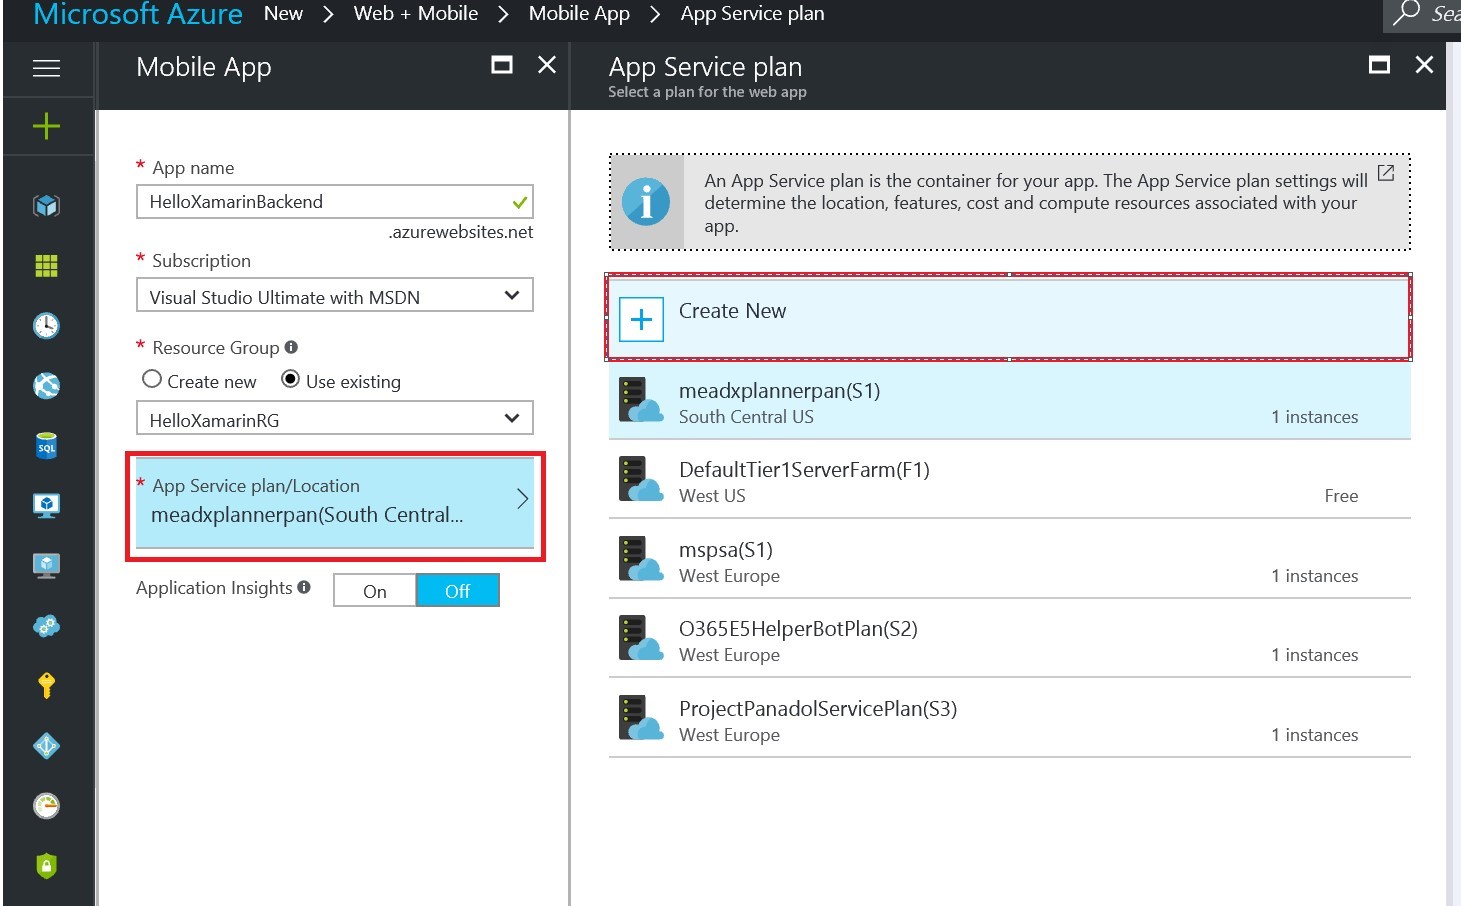 Microsoft Azure New > Web + Mobile > Mobile App > App Service plan Sea
Mobile App
* App name
HelloXamarinBackend
.azurewebsites.net
* Subscription
Visual Studio Ultimate with MSDN
* Resource Group
Create new Use existing
HelloXamarinRG
* App Service plan/Location
meadxplannerpan(South Central...
Application Insights On Off
SQL
App Service plan
Select a plan for the web app
An App Service plan is the container for your app. The App Service plan settings will
determine the location, features, cost and compute resources associated with your
app.
Create New
meadxplannerpan(S1)
South Central US 1 instances
DefaultTier1ServerFarm(F1)
West US Free
mspsa(S1)
West Europe 1 instances
O365E5HelperBotPlan(S2)
West Europe 1 instances
ProjectPanadolServicePlan(S3)
West Europe 1 instances